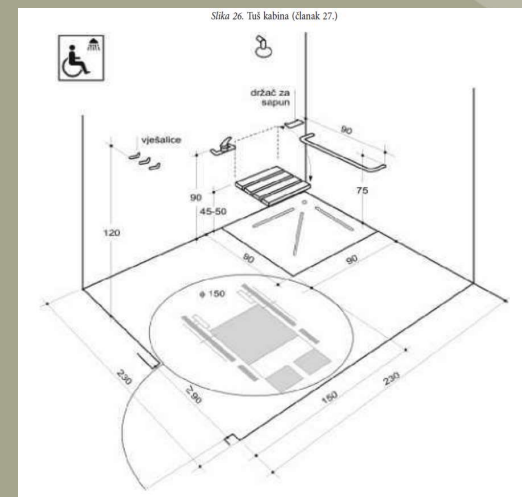 Slika 26. Tuš kabina (članak 27.)
držač za
sapun
90
vješalice
90
75
45-50
120
90
90
ϕ 150
230
≥90
150
230